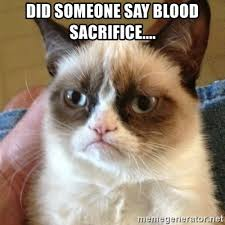 DID SOMEONE SAY BLOOD
SACRIFICE....
memegenerator.net